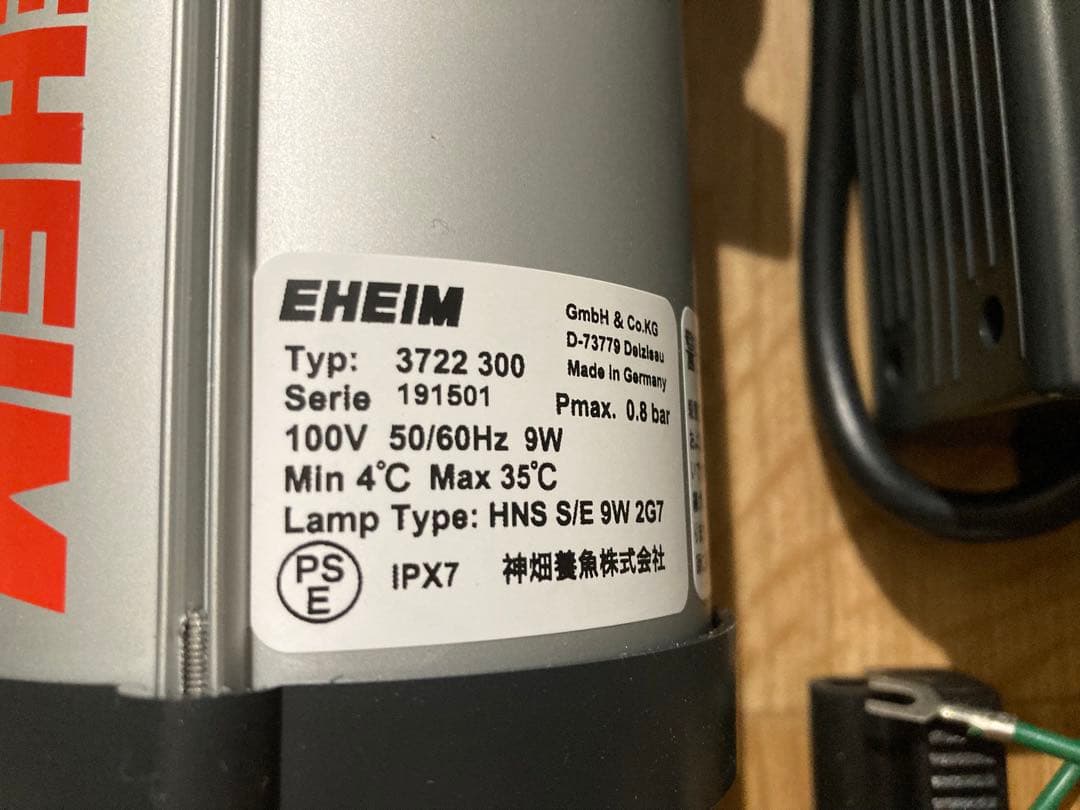 EHEIM
EHEIM
GmbH & Co.KG
D-73779 Deizisau
Made in Germany
Typ: 3722 300
Serie 191501
Pmax. 0.8 bar
100V 50/60Hz 9W
Min 4℃ Max 35℃
Lamp Type: HNS S/E 9W 2G7
PS
E
IPX7
神畑養魚株式会社